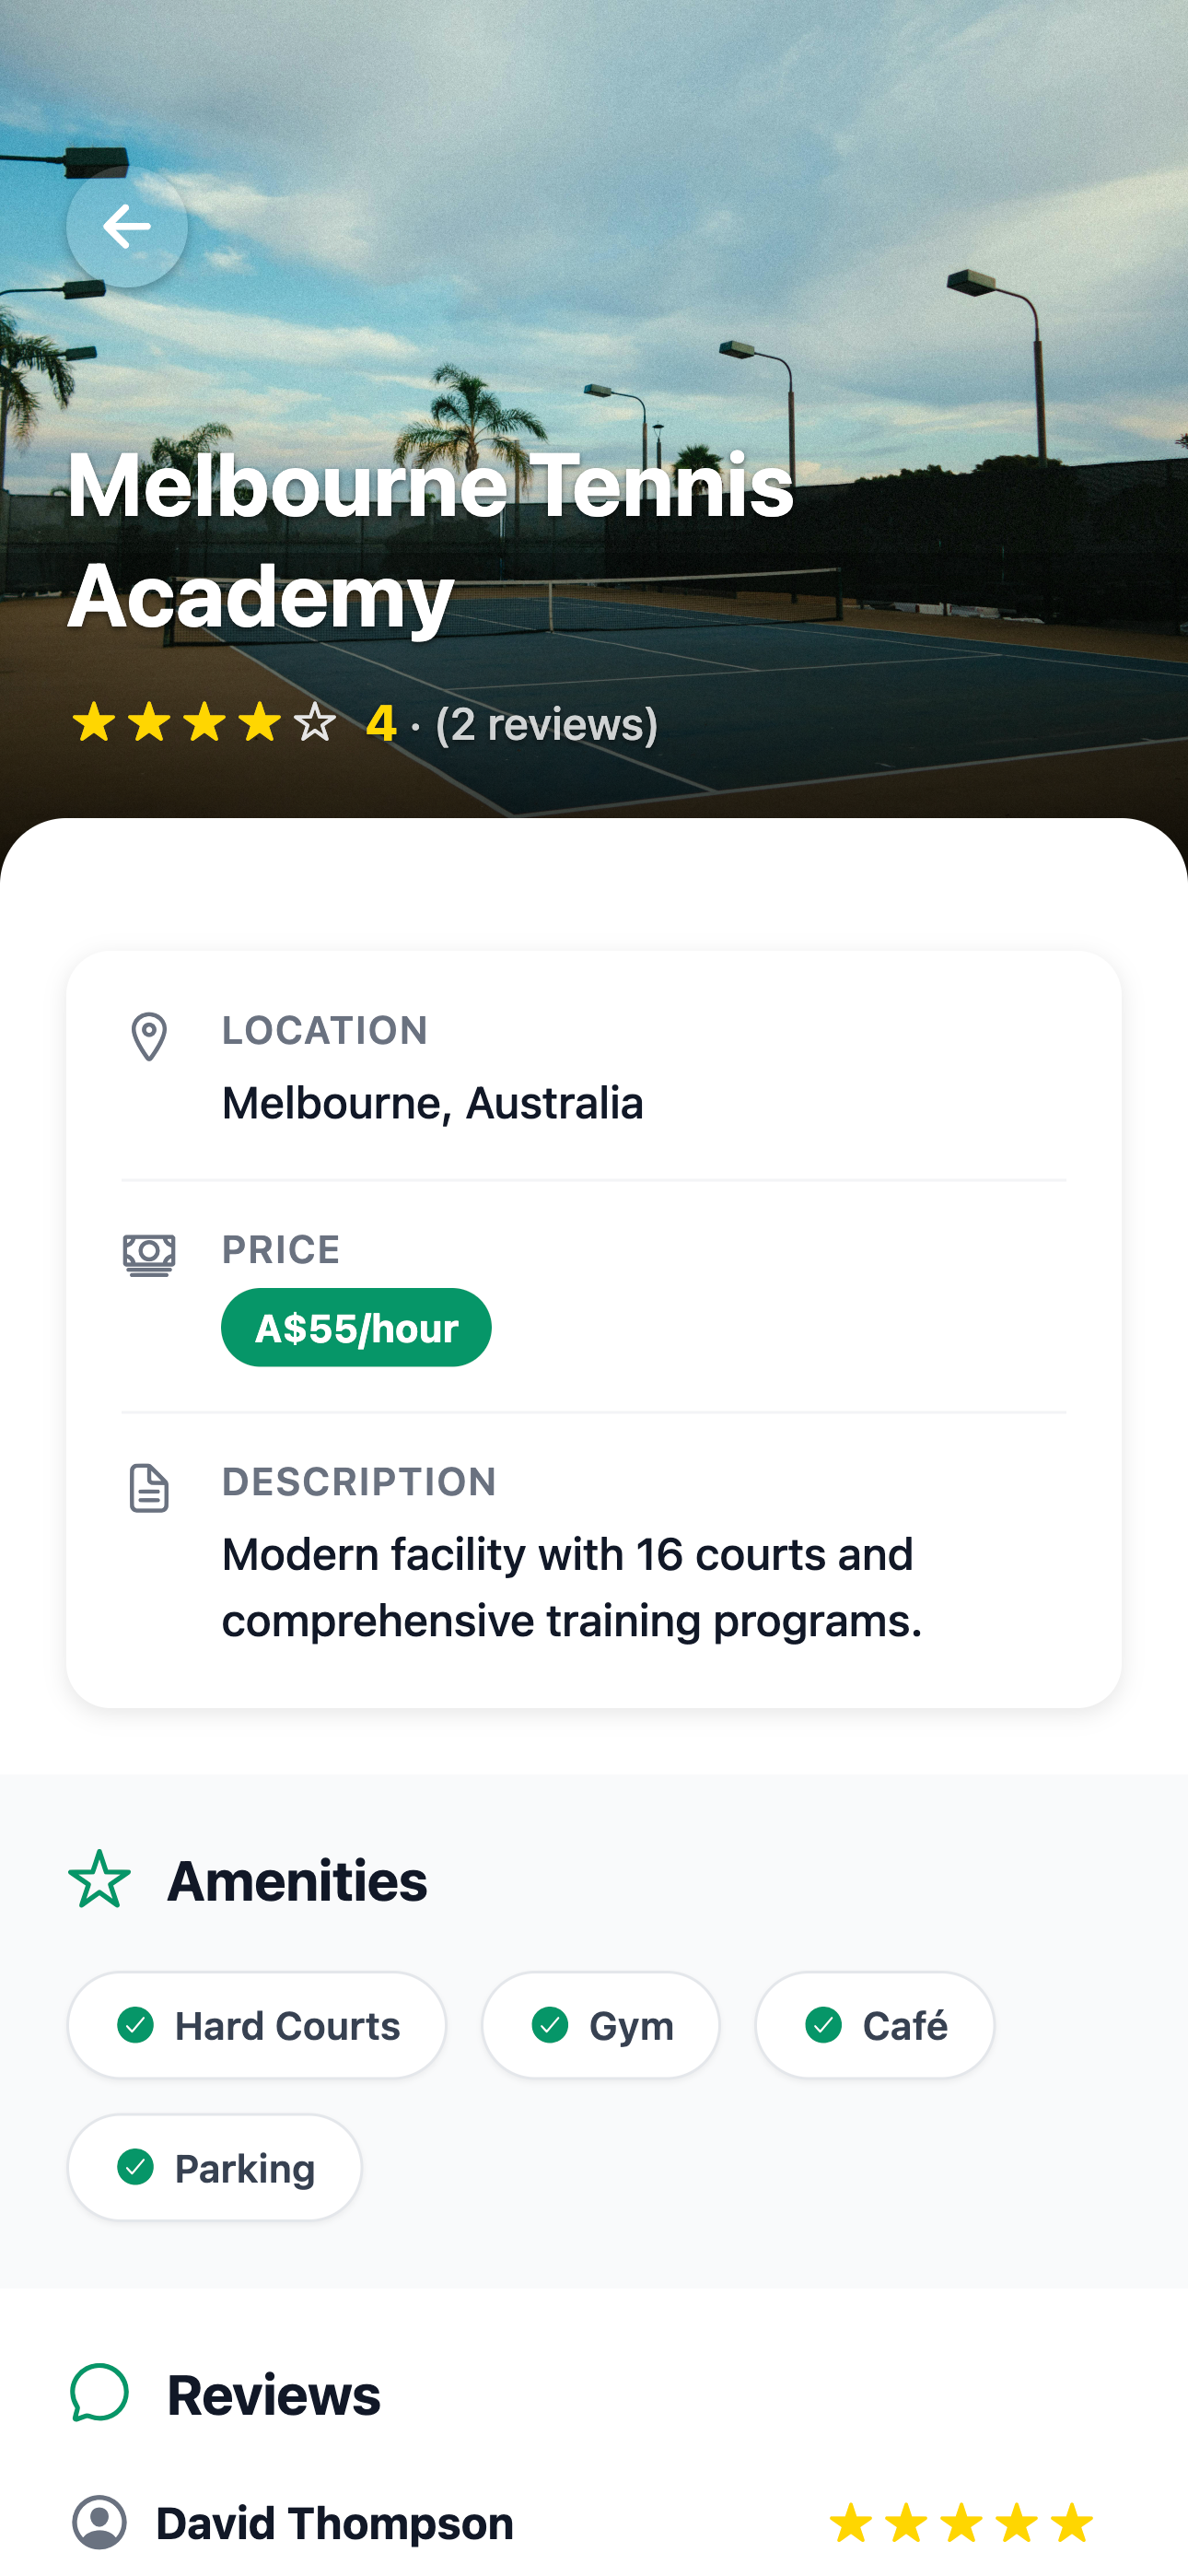 Melbourne Tennis
Academy
4 · (2 reviews)
LOCATION
Melbourne, Australia
PRICE
A$55/hour
DESCRIPTION
Modern facility with 16 courts and
comprehensive training programs.
Amenities
Hard Courts
Gym
Café
Parking
Reviews
David Thompson